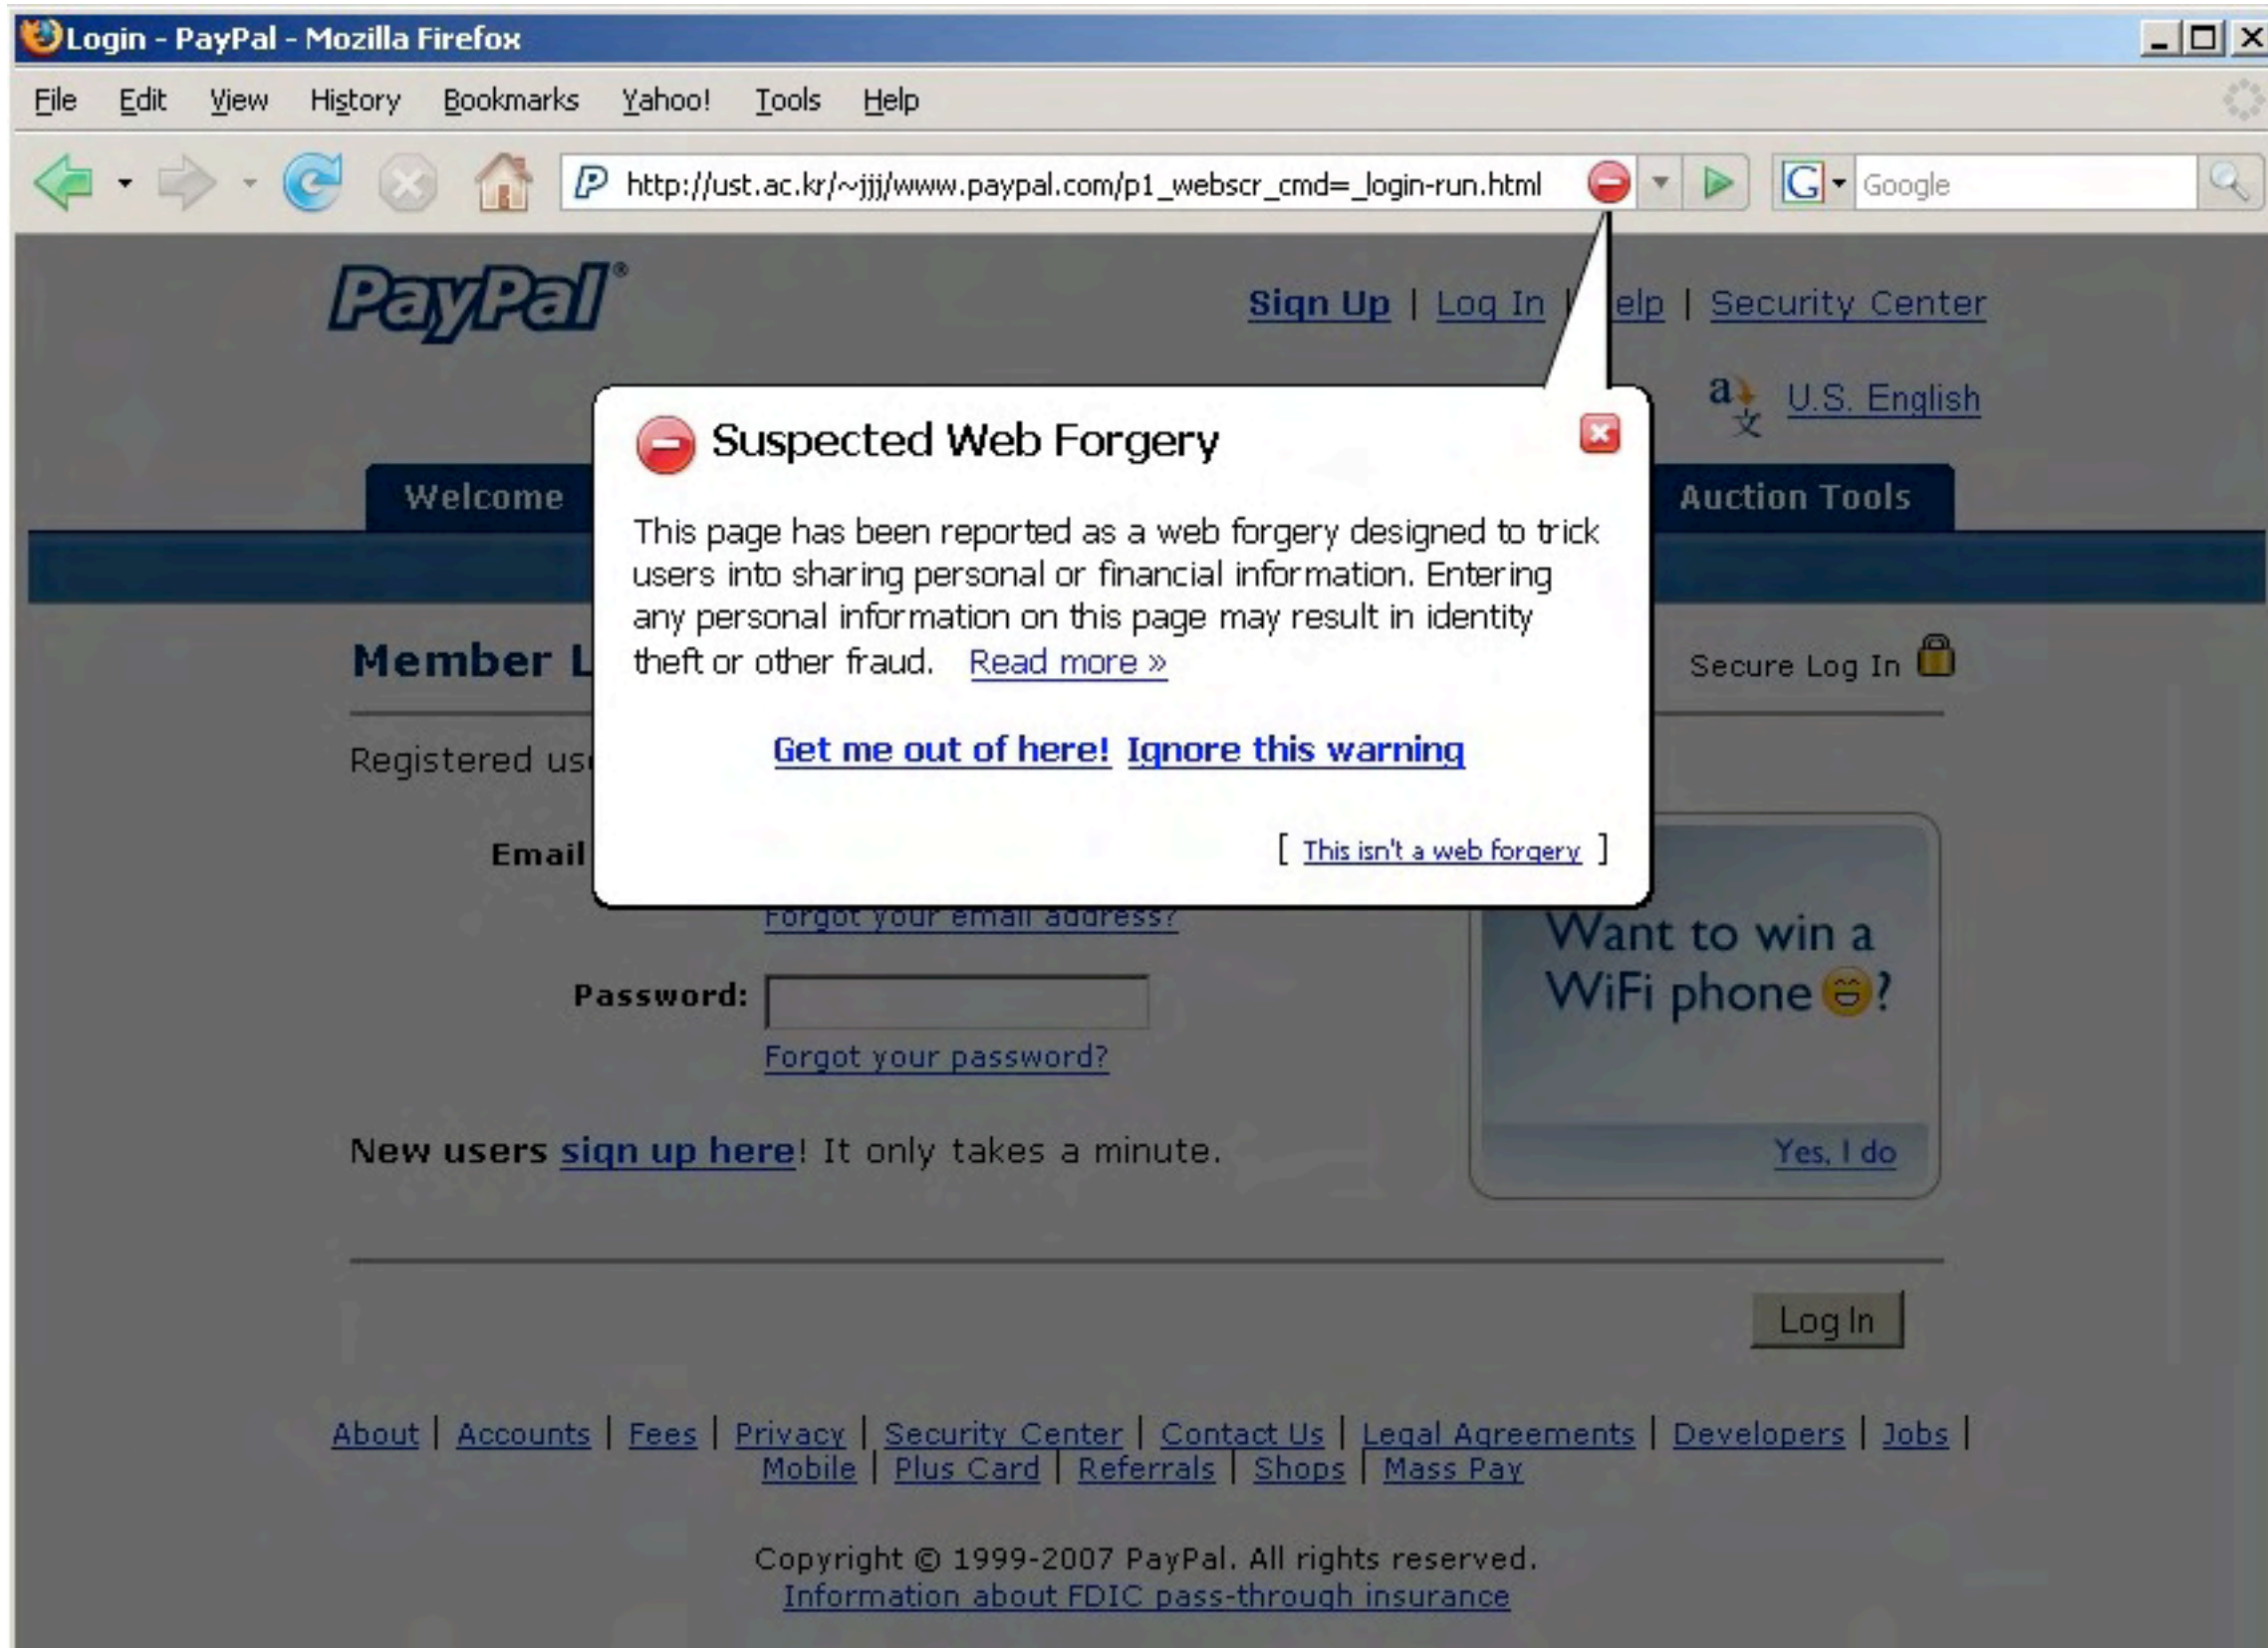 Login - PayPal - Mozilla Firefox
File Edit View History Bookmarks Yahoo! Tools Help
http://ust.ac.kr/~jjj/www.paypal.com/p1_webscr_cmd=_login-run.html
G Google
PayPal®
Sign Up | Log In | elp | Security Center
U.S. English
Welcome
Auction Tools
Suspected Web Forgery
This page has been reported as a web forgery designed to trick
users into sharing personal or financial information. Entering
any personal information on this page may result in identity
theft or other fraud. Read more »
Get me out of here! Ignore this warning
[ This isn't a web forgery ]
Member L
Secure Log In
Registered us
Email
Forgot your email address?
Password:
Forgot your password?
New users sign up here! It only takes a minute.
Want to win a
WiFi phone ?
Yes, I do
Log In
About | Accounts | Fees | Privacy | Security Center | Contact Us | Legal Agreements | Developers | Jobs |
Mobile | Plus Card | Referrals | Shops | Mass Pay
Copyright © 1999-2007 PayPal. All rights reserved.
Information about FDIC pass-through insurance